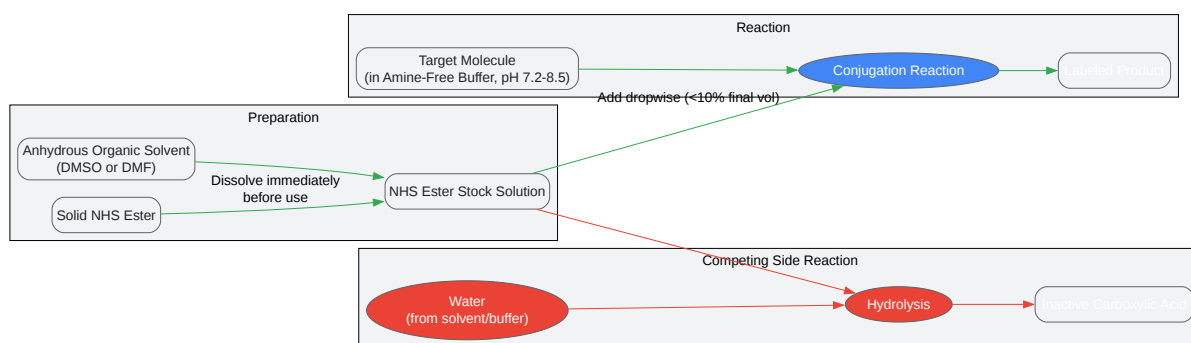 Reaction
Target Molecule
(in Amine-Free Buffer, pH 7.2-8.5)
Conjugation Reaction
Labeled Product
Add dropwise (<10% final vol)
Preparation
Anhydrous Organic Solvent
(DMSO or DMF)
Dissolve immediately
before use
NHS Ester Stock Solution
Solid NHS Ester
Competing Side Reaction
Water
(from solvent/buffer)
Hydrolysis
Inactive Carboxylic Acid